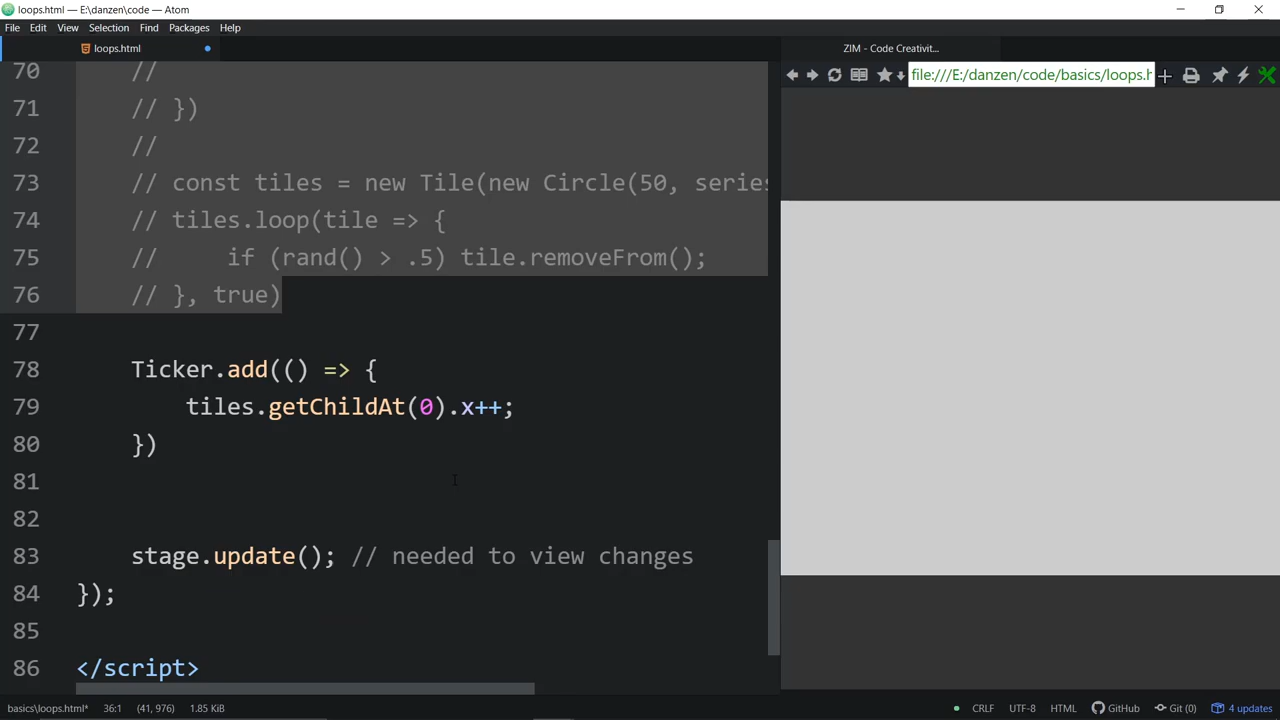 loops.html — E:\danzen\code — Atom
File Edit View Selection Find Packages Help
loops.html
ZIM - Code Creativit...
file:///E:/danzen/code/basics/loops.h
70 //
71 // })
72 //
73 // const tiles = new Tile(new Circle(50, series
74 // tiles.loop(tile => {
75 //     if (rand() > .5) tile.removeFrom();
76 // }, true)
77
78 Ticker.add(() => {
79     tiles.getChildAt(0).x++;
80 })
81
82
83 stage.update(); // needed to view changes
84 });
85
86 </script>
basics\loops.html* 36:1 (41, 976) 1.85 KiB CRLF UTF-8 HTML GitHub Git (0) 4 updates